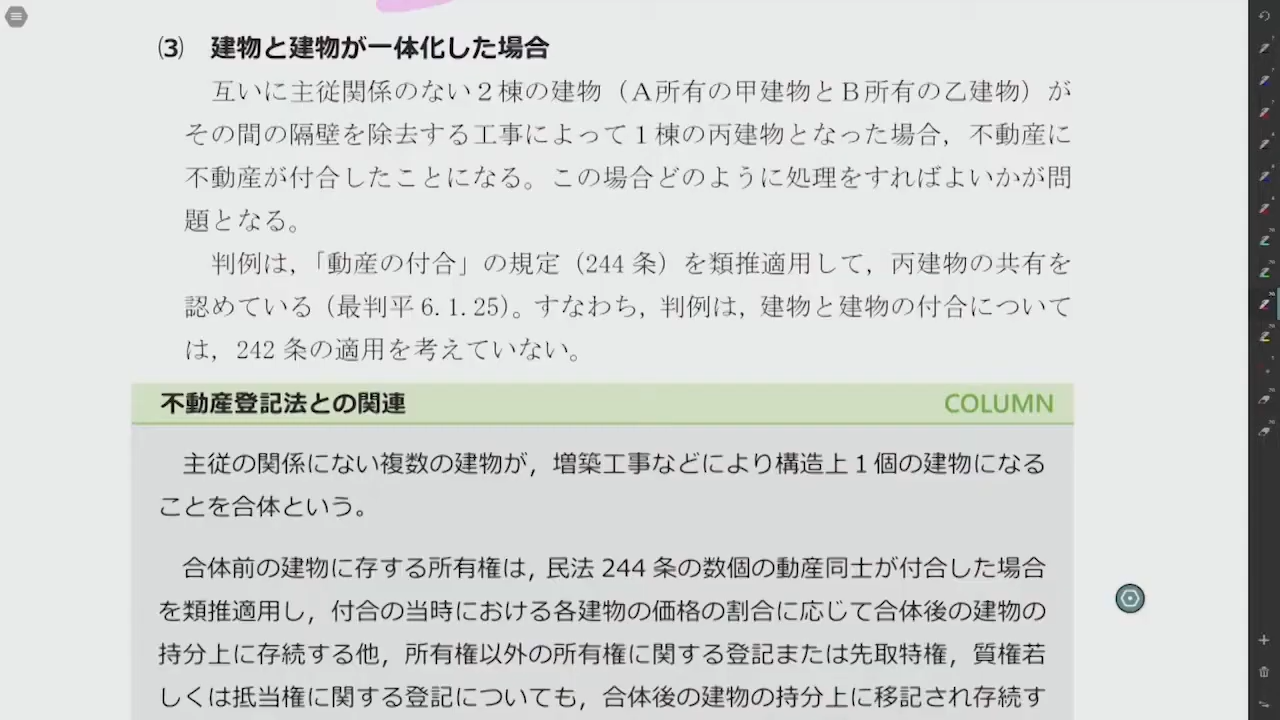 ⑶ 建物と建物が一体化した場合
互いに主従関係のない２棟の建物（Ａ所有の甲建物とＢ所有の乙建物）が
その間の隔壁を除去する工事によって１棟の丙建物となった場合，不動産に
不動産が付合したことになる。この場合どのように処理をすればよいかが問
題となる。
判例は，「動産の付合」の規定（244 条）を類推適用して，丙建物の共有を
認めている（最判平 6. 1. 25）。すなわち，判例は，建物と建物の付合について
は，242 条の適用を考えていない。
不動産登記法との関連 COLUMN
主従の関係にない複数の建物が，増築工事などにより構造上１個の建物になる
ことを合体という。
合体前の建物に存する所有権は，民法 244 条の数個の動産同士が付合した場合
を類推適用し，付合の当時における各建物の価格の割合に応じて合体後の建物の
持分上に存続する他，所有権以外の所有権に関する登記または先取特権，質権若
しくは抵当権に関する登記についても，合体後の建物の持分上に移記され存続す